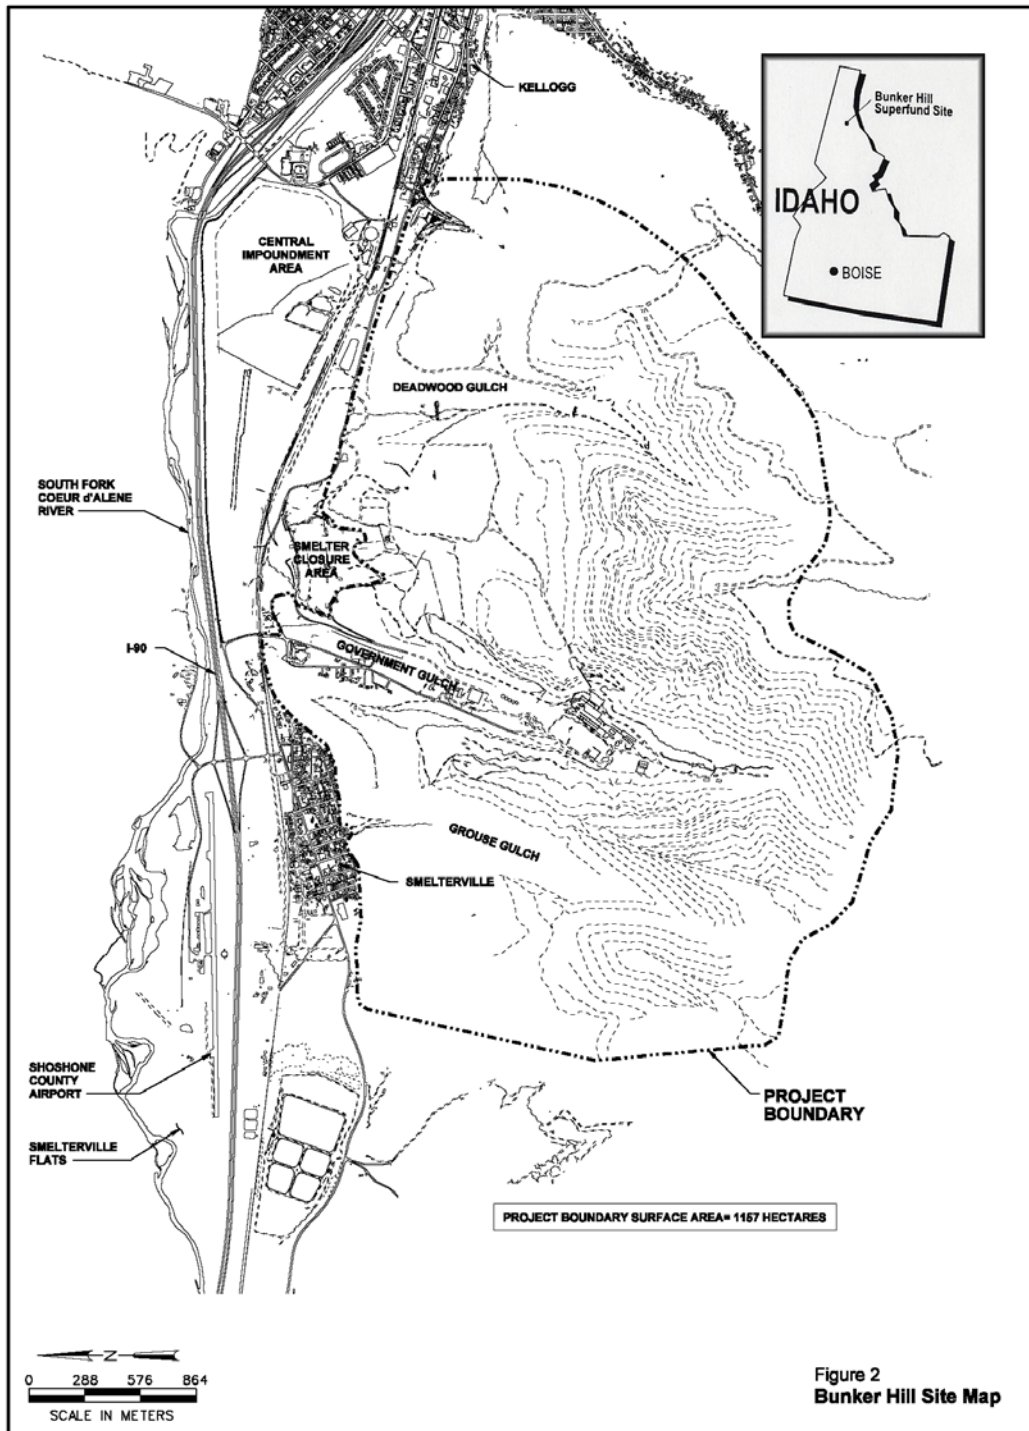 KELLOGG
Bunker Hill
Superfund Site
IDAHO
BOISE
CENTRAL
IMPOUNDMENT
AREA
DEADWOOD GULCH
SOUTH FORK
COEUR d'ALENE
RIVER
SMELTER
CLOSURE
AREA
I-90
GOVERNMENT GULCH
GROUSE GULCH
SMELTERVILLE
SHOSHONE
COUNTY
AIRPORT
PROJECT
BOUNDARY
SMELTERVILLE
FLATS
PROJECT BOUNDARY SURFACE AREA= 1157 HECTARES
N
0 288 576 864
SCALE IN METERS
Figure 2
Bunker Hill Site Map